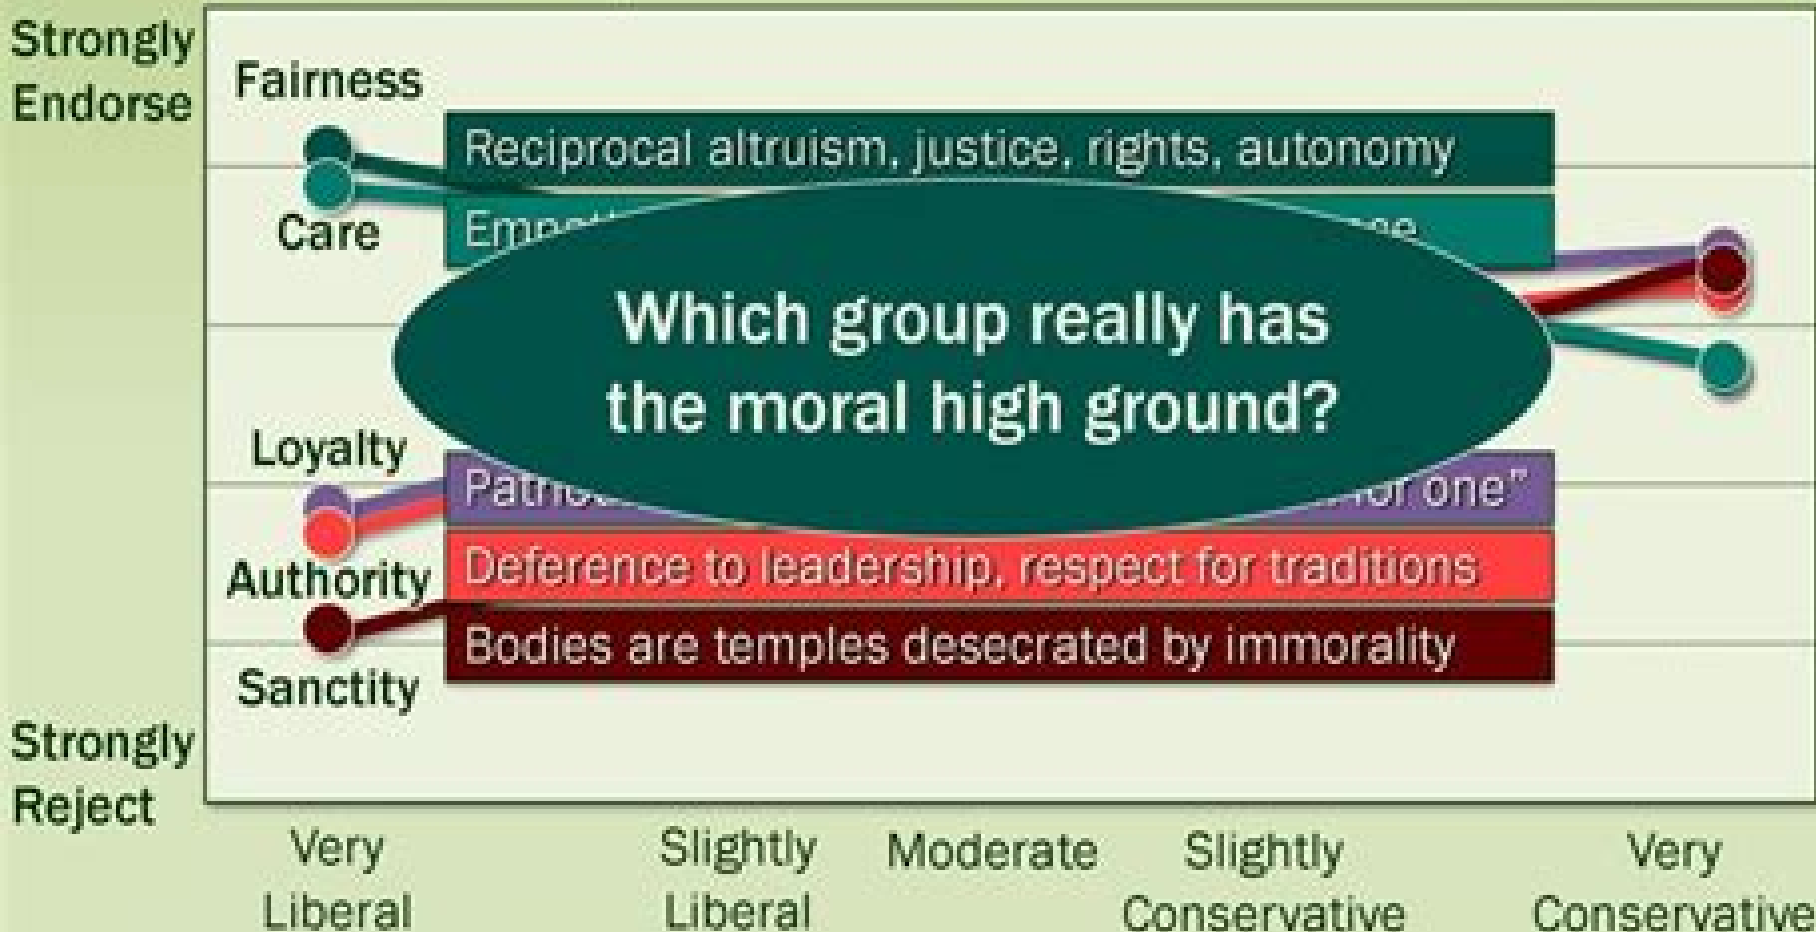 Strongly
Endorse
Fairness
Reciprocal altruism, justice, rights, autonomy
Care
Which group really has
the moral high ground?
Loyalty
for one”
Authority
Deference to leadership, respect for traditions
Bodies are temples desecrated by immorality
Sanctity
Strongly
Reject
Very
Liberal
Slightly
Liberal
Moderate
Slightly
Conservative
Very
Conservative